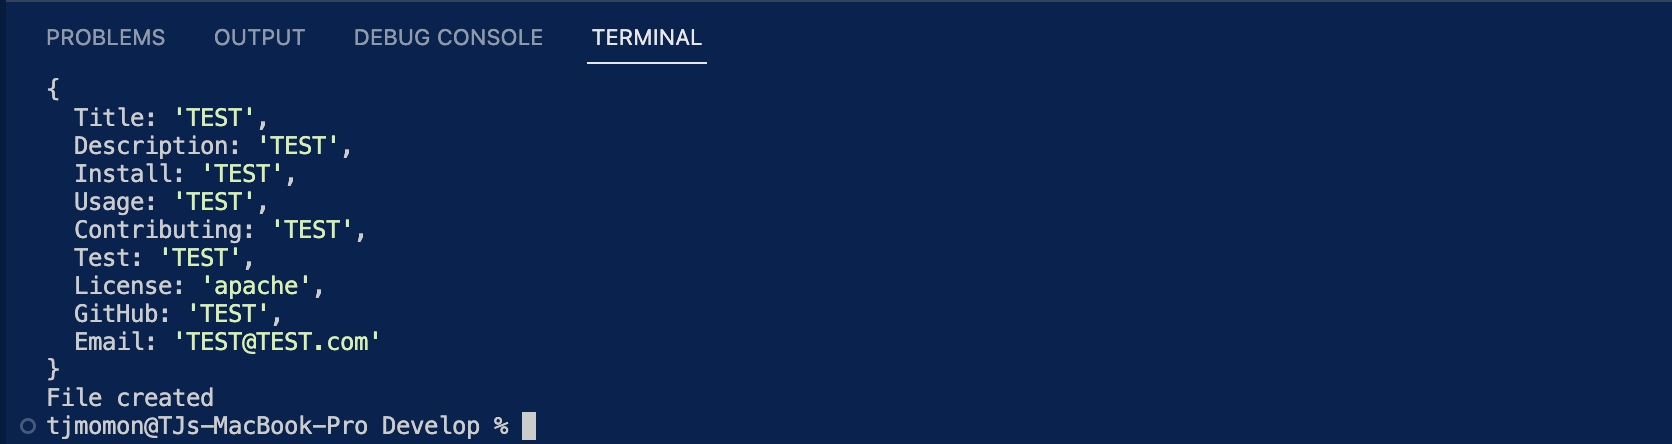 PROBLEMS OUTPUT DEBUG CONSOLE TERMINAL
{
  Title: 'TEST',
  Description: 'TEST',
  Install: 'TEST',
  Usage: 'TEST',
  Contributing: 'TEST',
  Test: 'TEST',
  License: 'apache',
  GitHub: 'TEST',
  Email: 'TEST@TEST.com'
}
File created
tjmomon@TJs-MacBook-Pro Develop %